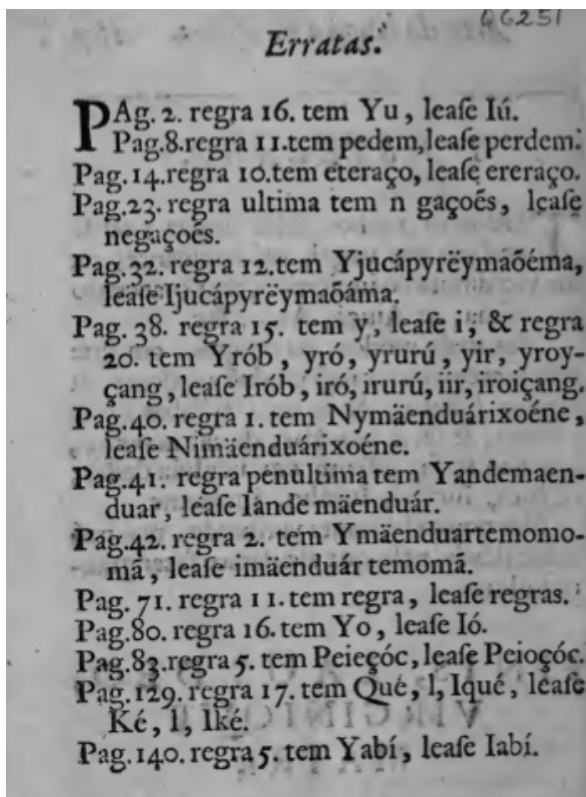 06251
Erratas.
PAg. 2. regra 16. tem Yu, leaſe Iú.
Pag.8.regra 11.tem pedem,leaſe perdem.
Pag.14.regra 10.tem eteraço, leaſe ereraço.
Pag.23. regra ultima tem n gaçoẽs, leaſe
negaçoẽs.
Pag.32. regra 12.tem Yjucápyrëymaõéma,
leaſe Ijucápyrëymaõáma.
Pag. 38. regra 15. tem y, leaſe i, & regra
20. tem Yrób, yró, yrurú, yir, yroy-
çang, leaſe Irób, iró, irurú, iir, iroiçang.
Pag.40. regra 1. tem Nymäenduárixoéne,
leaſe Nimäenduárixoéne.
Pag.41. regra penultima tem Yandemaen-
duar, leaſe Iande mäenduár.
Pag.42. regra 2. tem Ymäenduartemomo-
mã, leaſe imäenduár temomã.
Pag. 71. regra 11. tem regra, leaſe regras.
Pag.80. regra 16. tem Yo, leaſe Ió.
Pag.83.regra 5. tem Peieçóc, leaſe Peioçóc.
Pag.129. regra 17. tem Qué, l, Iqué, leaſe
Ké, l, Iké.
Pag.140. regra 5. tem Yabí, leaſe Iabí.